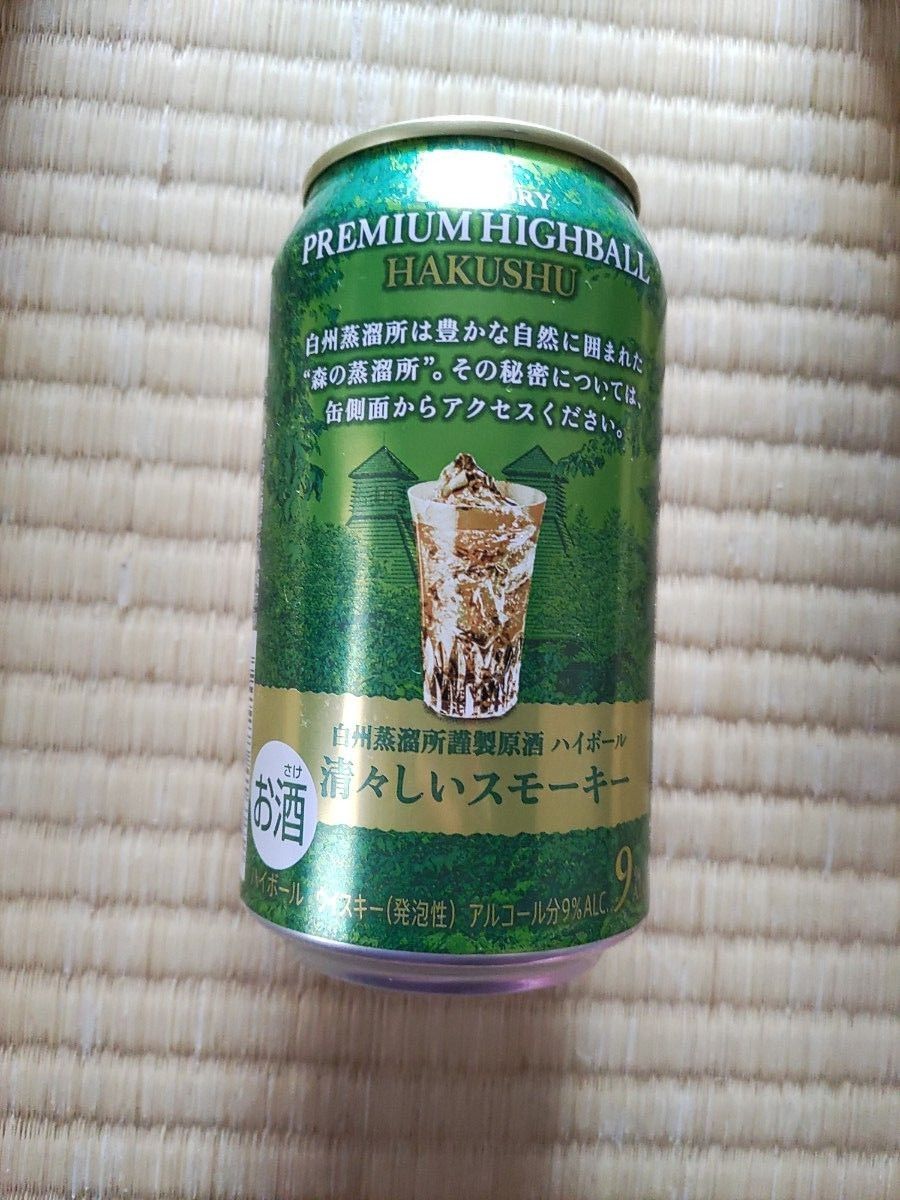 PREMIUM HIGHBALL
HAKUSHU
白州蒸溜所は豊かな自然に囲まれた
“森の蒸溜所”。その秘密については、
缶側面からアクセスください。
白州蒸溜所謹製原酒 ハイボール
清々しいスモーキー
さけ
お酒
ハイボール
(発泡性) アルコール分9%ALC. 9